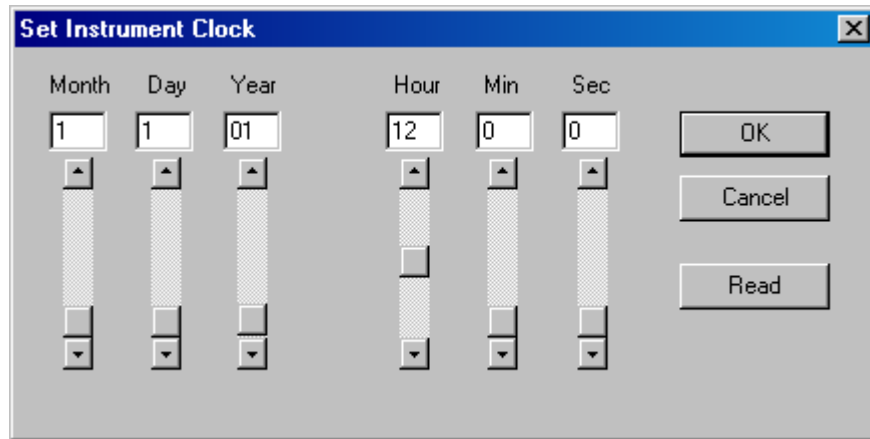 Set Instrument Clock
Month Day Year Hour Min Sec
1 1 01 12 0 0
OK
Cancel
Read